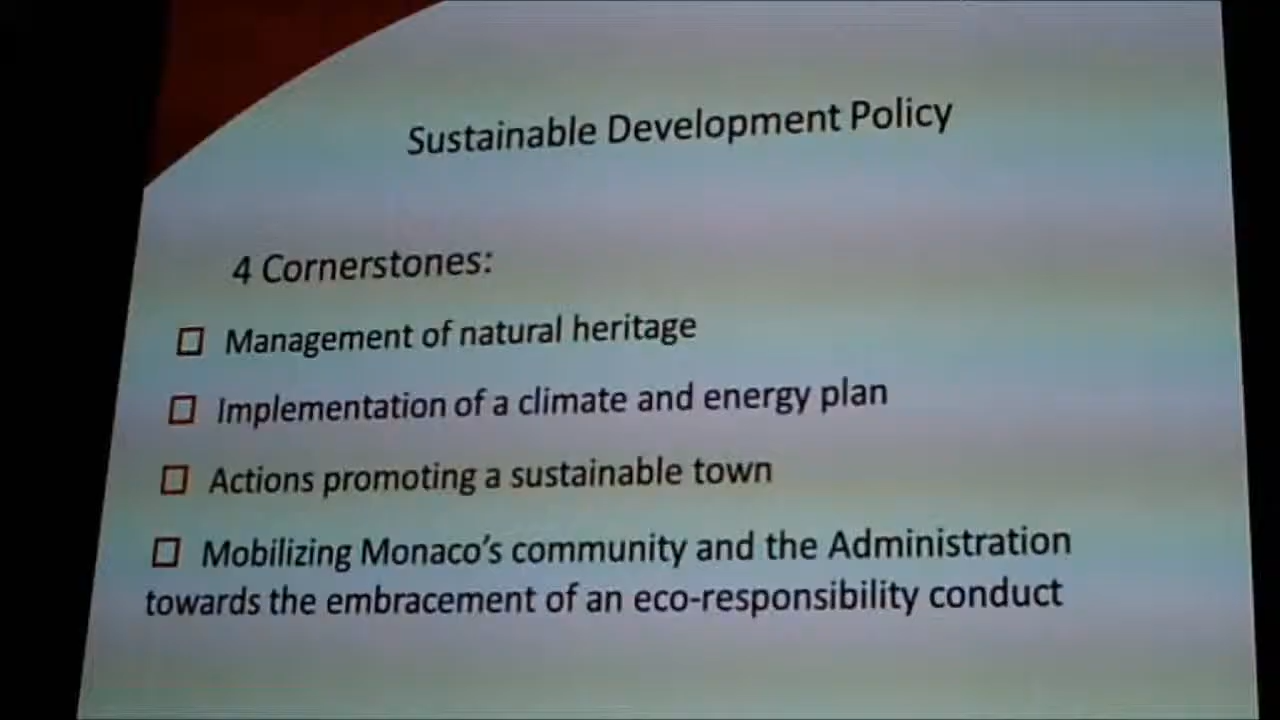 Sustainable Development Policy
4 Cornerstones:
Management of natural heritage
Implementation of a climate and energy plan
Actions promoting a sustainable town
Mobilizing Monaco's community and the Administration
towards the embracement of an eco-responsibility conduct